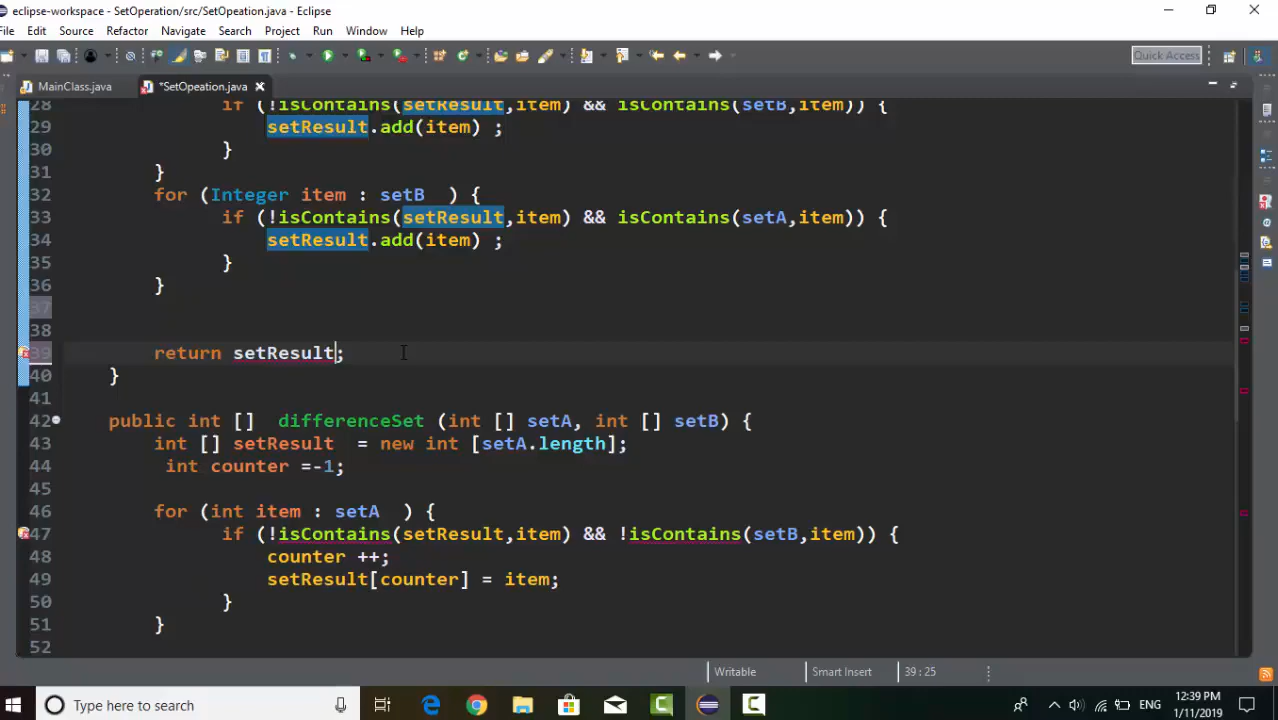 eclipse-workspace - SetOperation/src/SetOpeation.java - Eclipse
File Edit Source Refactor Navigate Search Project Run Window Help
Quick Access
MainClass.java *SetOpeation.java
28 if (!isContains(setResult,item) && isContains(setB,item)) {
29 setResult.add(item) ;
30 }
31 }
32 for (Integer item : setB ) {
33 if (!isContains(setResult,item) && isContains(setA,item)) {
34 setResult.add(item) ;
35 }
36 }
37
38
39 return setResult;
40 }
41
42 public int [] differenceSet (int [] setA, int [] setB) {
43 int [] setResult = new int [setA.length];
44 int counter =-1;
45
46 for (int item : setA ) {
47 if (!isContains(setResult,item) && !isContains(setB,item)) {
48 counter ++;
49 setResult[counter] = item;
50 }
51 }
52
Writable Smart Insert 39 : 25
Type here to search
ENG
12:39 PM
1/11/2019